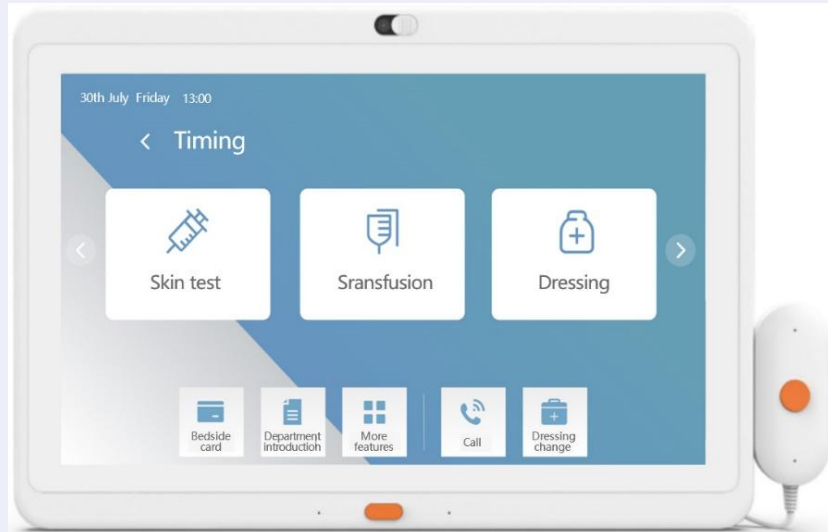 30th July Friday 13:00
Timing
Skin test
Sransfusion
Dressing
Bedside
card
Department
introduction
More
features
Call
Dressing
change